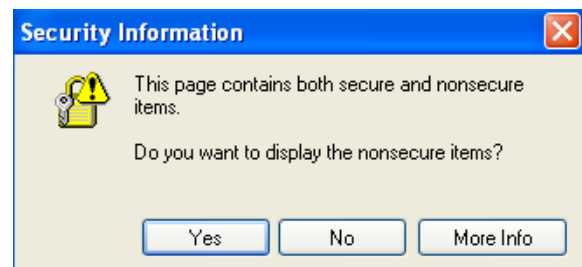 Security Information
This page contains both secure and nonsecure
items.
Do you want to display the nonsecure items?
Yes No More Info